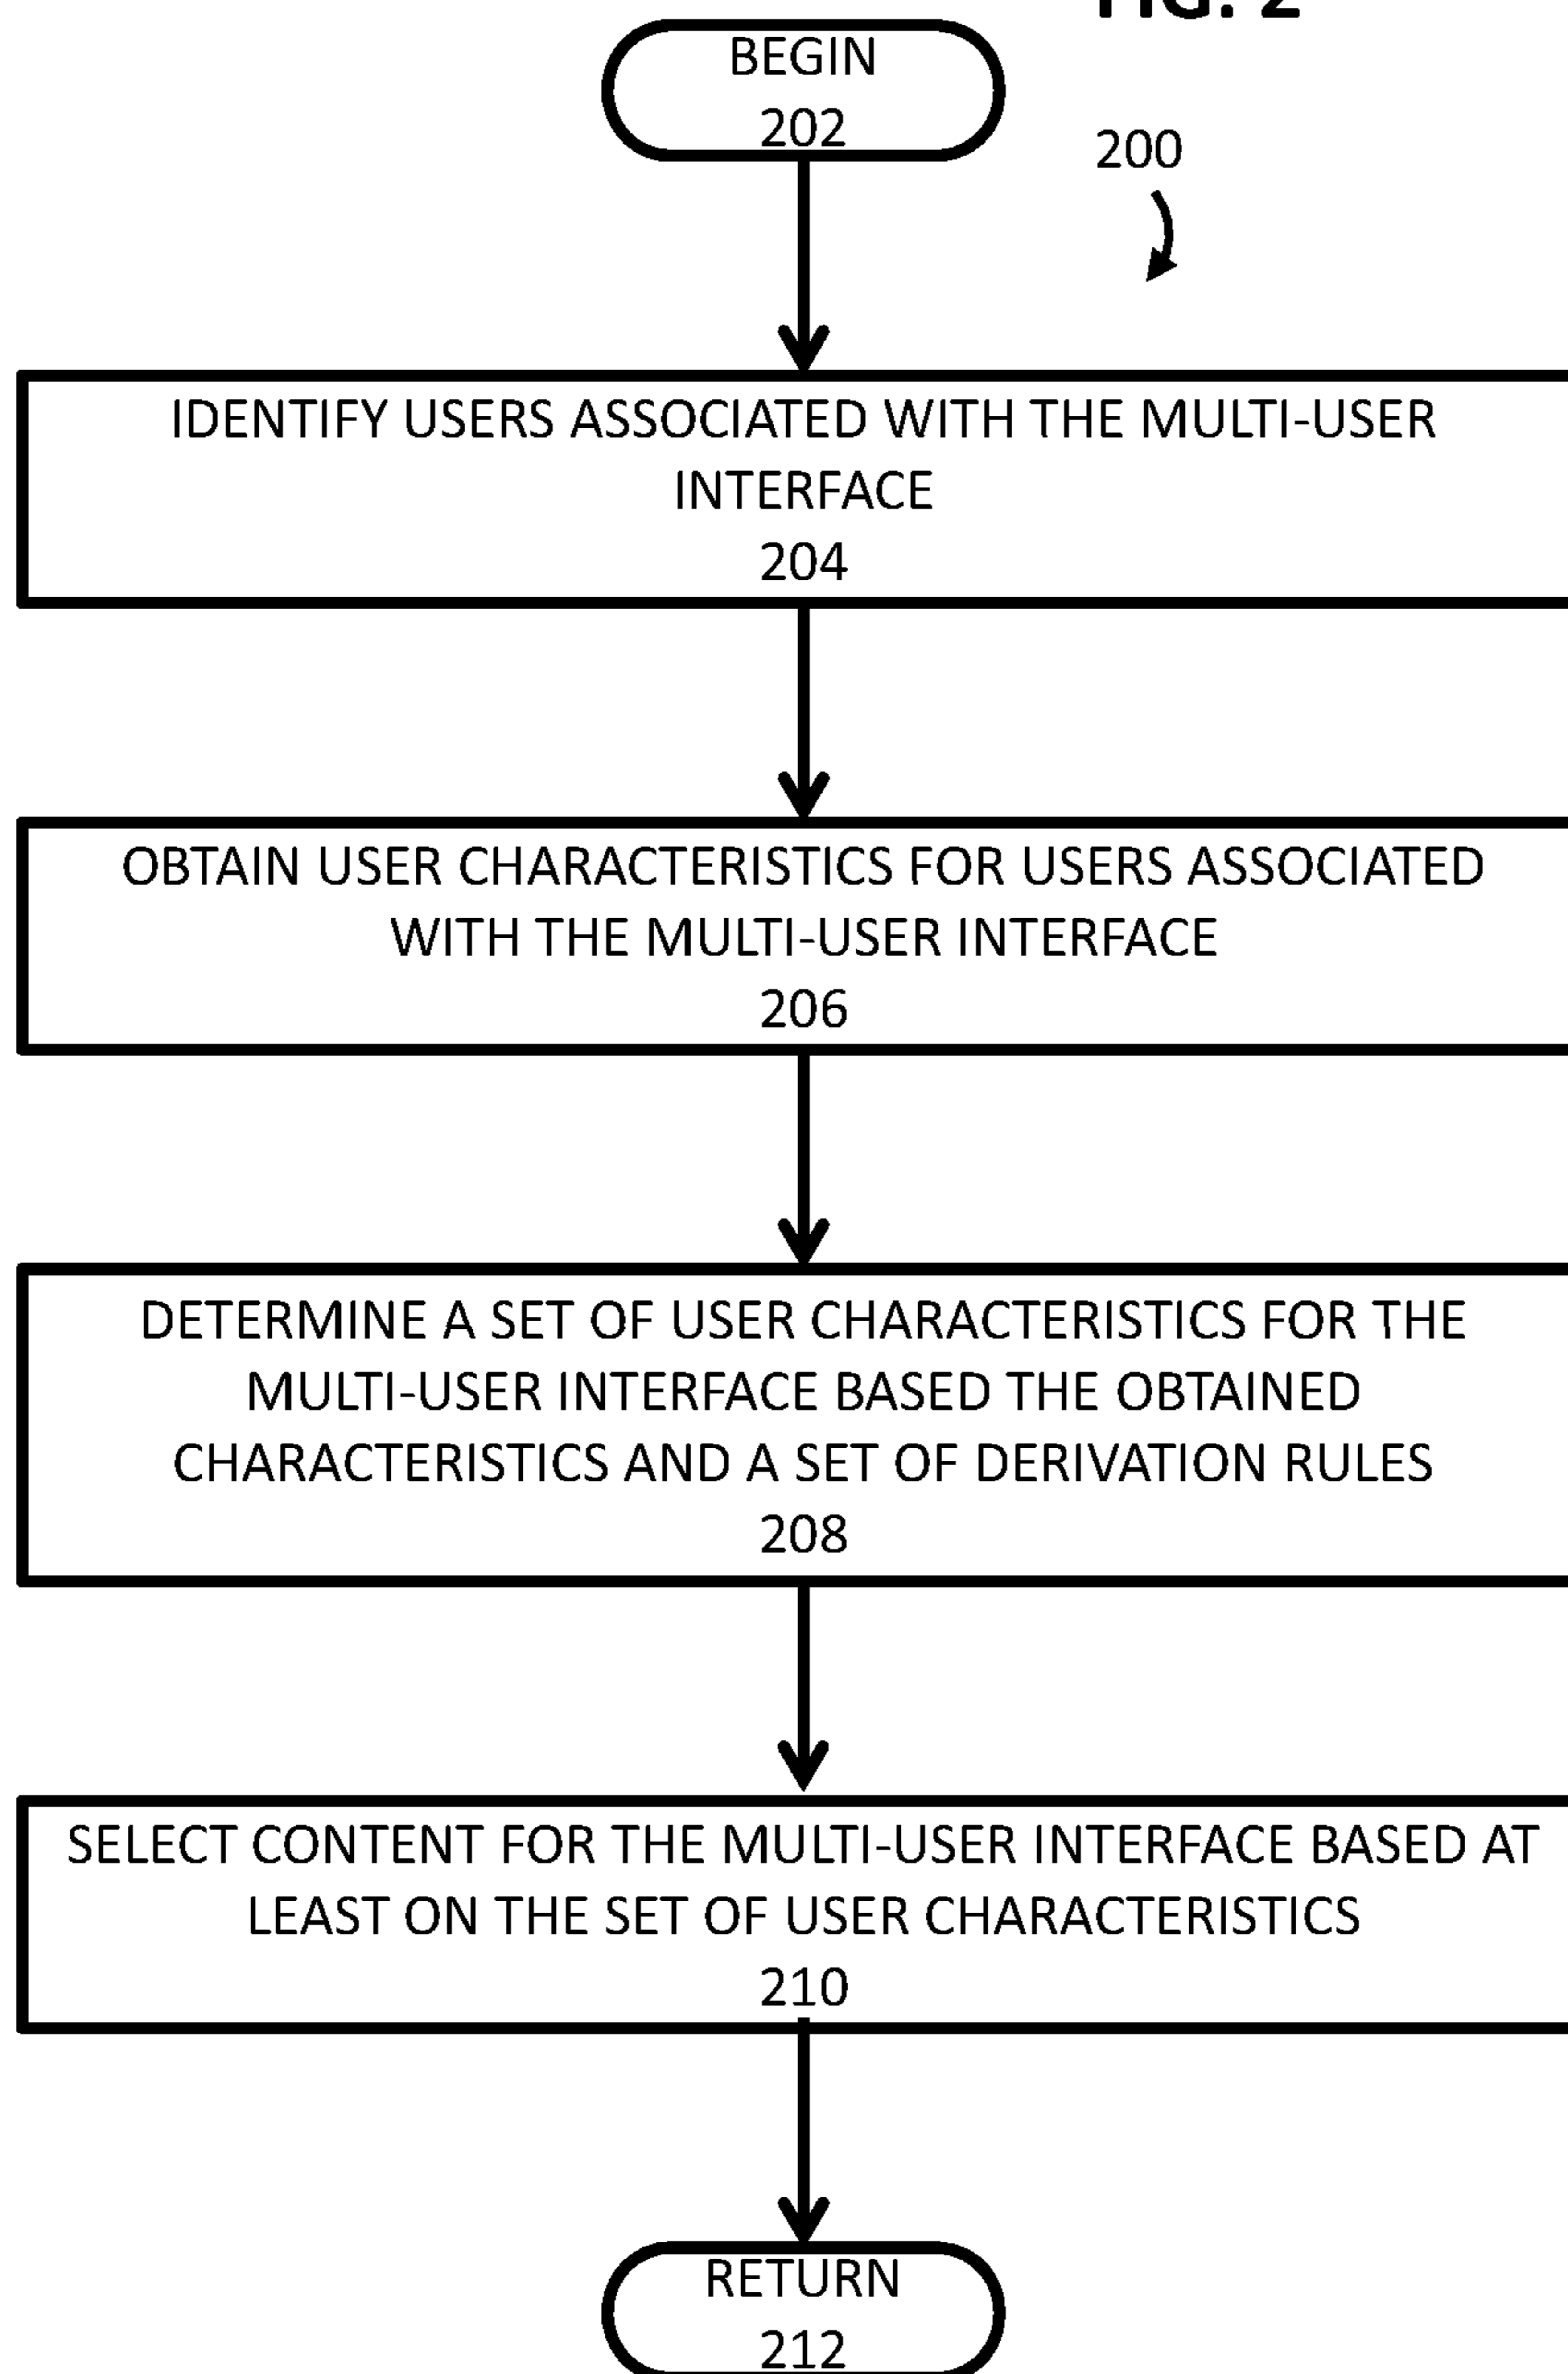 FIG. 2
BEGIN
202
200
IDENTIFY USERS ASSOCIATED WITH THE MULTI-USER
INTERFACE
204
OBTAIN USER CHARACTERISTICS FOR USERS ASSOCIATED
WITH THE MULTI-USER INTERFACE
206
DETERMINE A SET OF USER CHARACTERISTICS FOR THE
MULTI-USER INTERFACE BASED THE OBTAINED
CHARACTERISTICS AND A SET OF DERIVATION RULES
208
SELECT CONTENT FOR THE MULTI-USER INTERFACE BASED AT
LEAST ON THE SET OF USER CHARACTERISTICS
210
RETURN
212